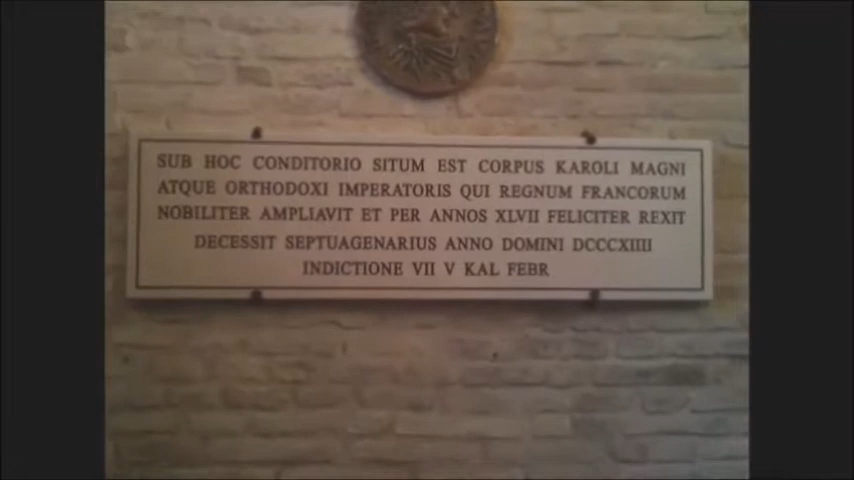 SUB HOC CONDITORIO SITUM EST CORPUS KAROLI MAGNI
ATQUE ORTHODOXI IMPERATORIS QUI REGNUM FRANCORUM
NOBILITER AMPLIAVIT ET PER ANNOS XLVII FELICITER REXIT
DECESSIT SEPTUAGENARIUS ANNO DOMINI DCCCXIIII
INDICTIONE VII V KAL FEBR